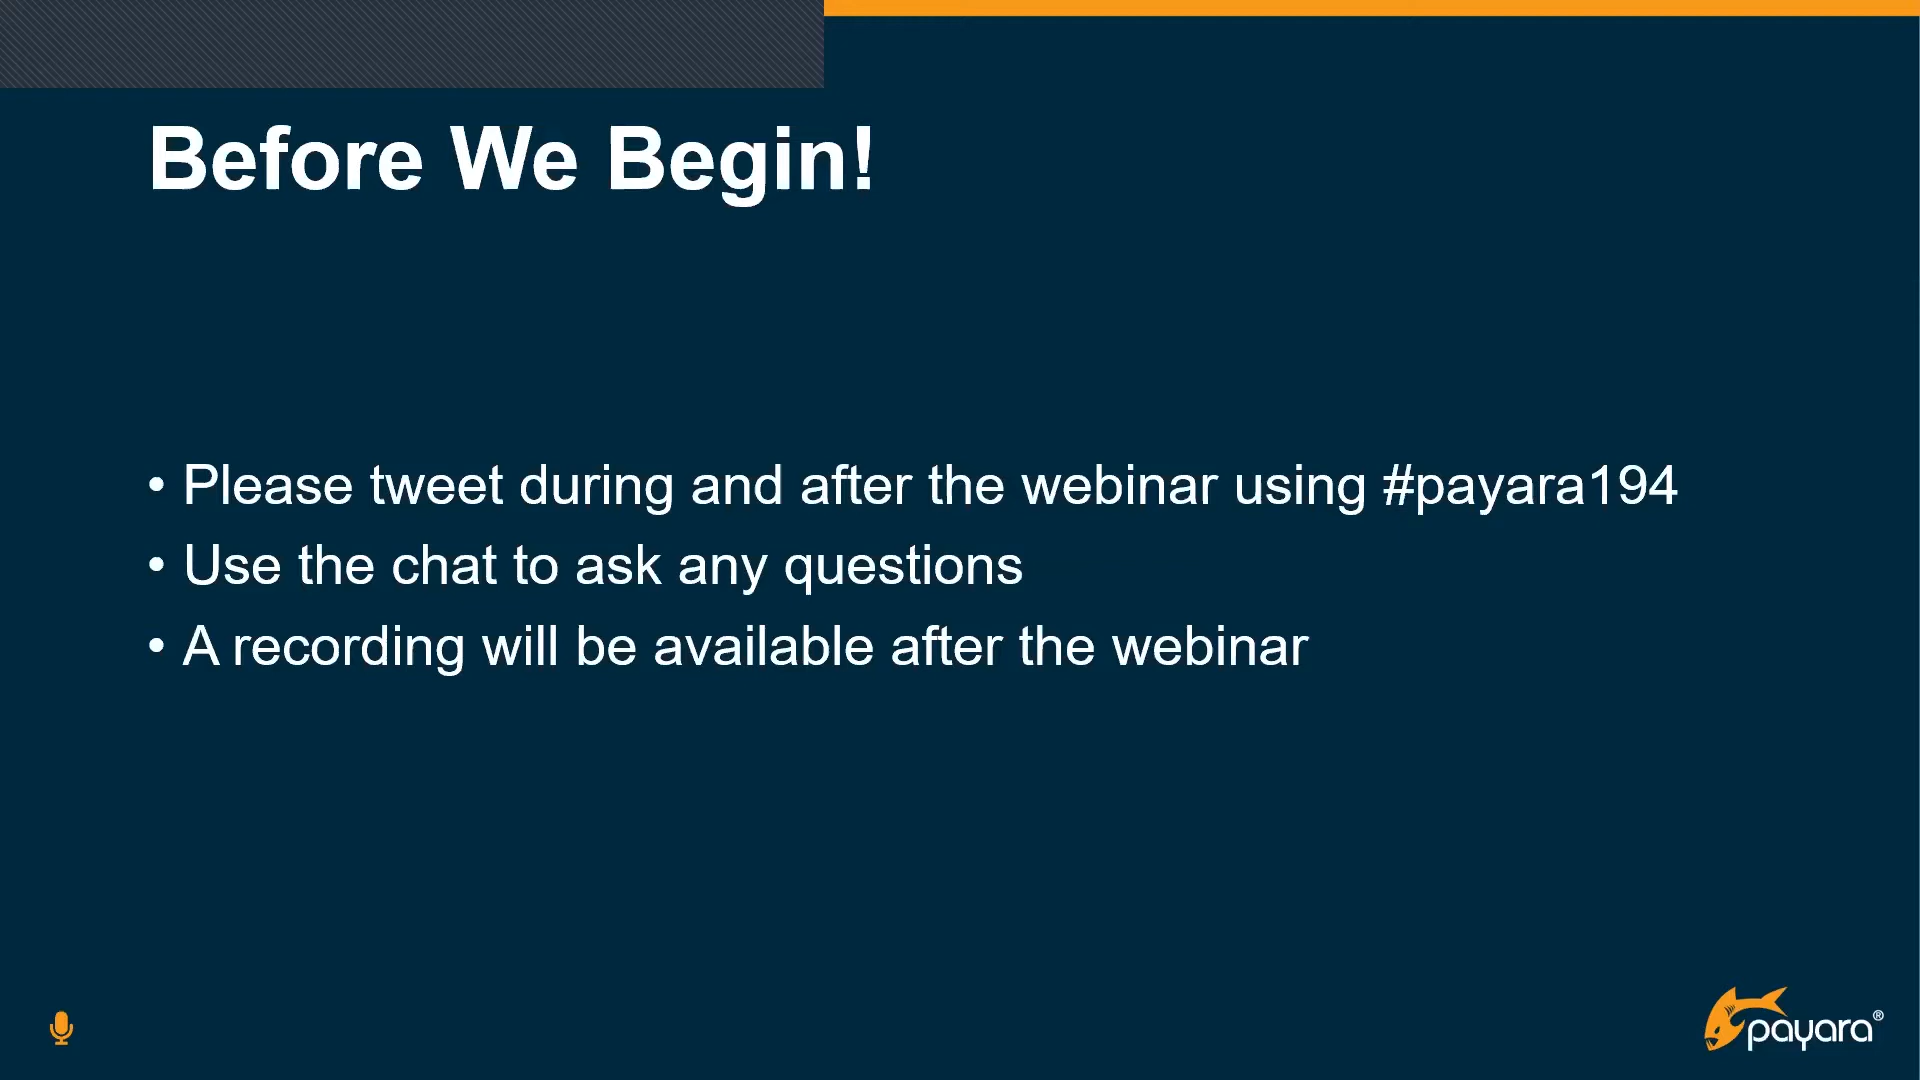 Before We Begin!
• Please tweet during and after the webinar using #payara194
• Use the chat to ask any questions
• A recording will be available after the webinar
payara®